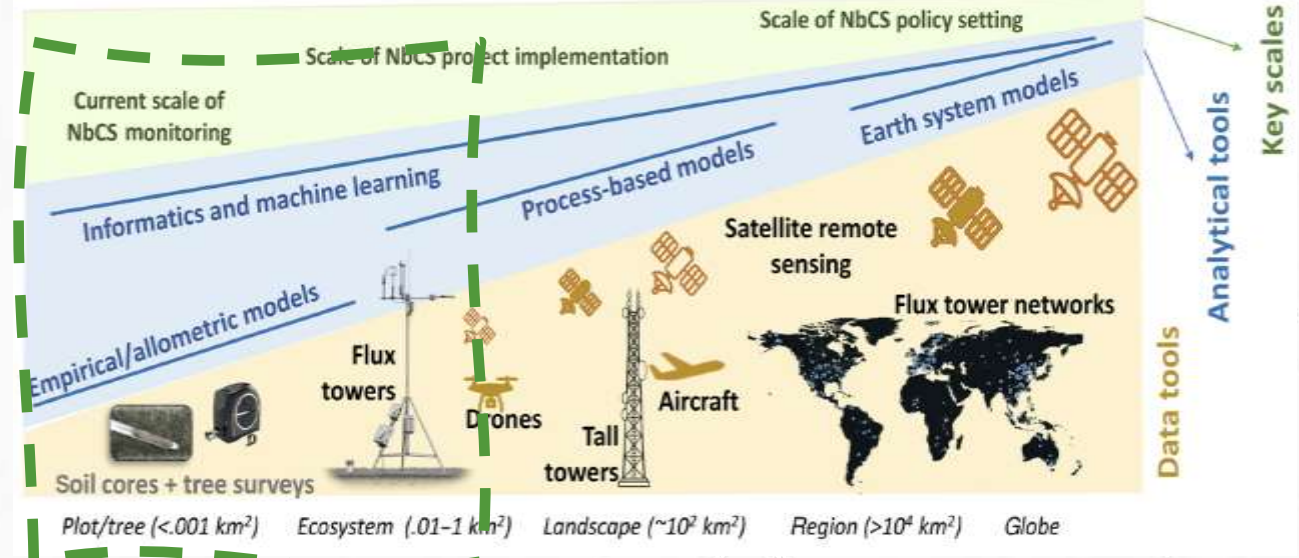 Scale of NbCS policy setting
Scale of NbCS project implementation
Current scale of
NbCS monitoring
Key scales
Earth system models
Process-based models
Informatics and machine learning
Empirical/allometric models
Analytical tools
Satellite remote
sensing
Flux tower networks
Flux
towers
Drones
Aircraft
Tall
towers
Soil cores + tree surveys
Data tools
Plot/tree (<.001 km²) Ecosystem (.01–1 km²) Landscape (~10² km²) Region (>10⁴ km²) Globe